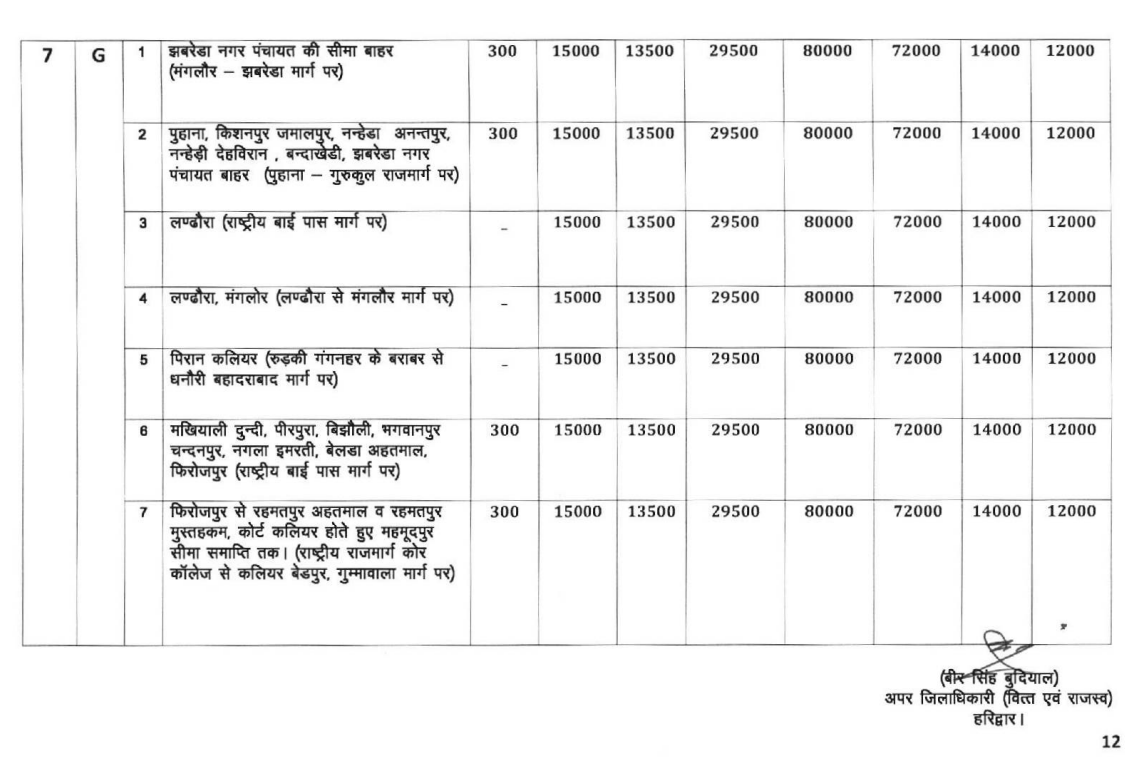 7 G 1 झबरेडा नगर पंचायत की सीमा बाहर 300 15000 13500 29500 80000 72000 14000 12000
(मंगलौर – झबरेडा मार्ग पर)
2 पुहाना, किशनपुर जमालपुर, नन्हेडा अनन्तपुर, 300 15000 13500 29500 80000 72000 14000 12000
नन्हेड़ी देहविरान , बन्दाखेडी, झबरेडा नगर
पंचायत बाहर (पुहाना – गुरुकुल राजमार्ग पर)
3 लण्ढौरा (राष्ट्रीय बाई पास मार्ग पर) – 15000 13500 29500 80000 72000 14000 12000
4 लण्ढौरा, मंगलोर (लण्ढौरा से मंगलौर मार्ग पर) – 15000 13500 29500 80000 72000 14000 12000
5 पिरान कलियर (रुड़की गंगनहर के बराबर से – 15000 13500 29500 80000 72000 14000 12000
धनौरी बहादराबाद मार्ग पर)
6 मखियाली दुन्दी, पीरपुरा, बिझौली, भगवानपुर 300 15000 13500 29500 80000 72000 14000 12000
चन्दनपुर, नगला इमरती, बेलडा अहतमाल,
फिरोजपुर (राष्ट्रीय बाई पास मार्ग पर)
7 फिरोजपुर से रहमतपुर अहतमाल व रहमतपुर 300 15000 13500 29500 80000 72000 14000 12000
मुस्तहकम, कोर्ट कलियर होते हुए महमूदपुर
सीमा समाप्ति तक। (राष्ट्रीय राजमार्ग कोर
कॉलेज से कलियर बेडपुर, गुम्मावाला मार्ग पर)
(बीर सिंह बुदियाल)
अपर जिलाधिकारी (वित्त एवं राजस्व)
हरिद्वार।
12